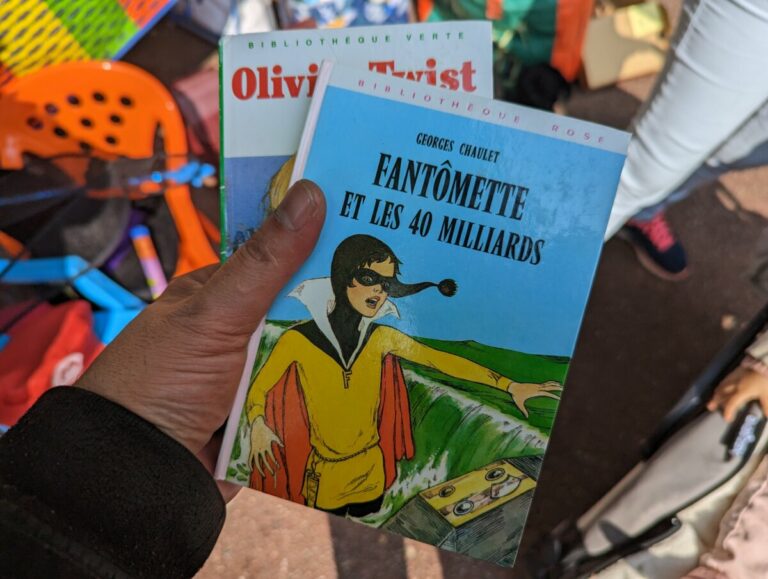 BIBLIOTHÈQUE VERTE
Twist
BIBLIOTHÈQUE ROSE
GEORGES CHAULET
FANTÔMETTE
ET LES 40 MILLIARDS
F